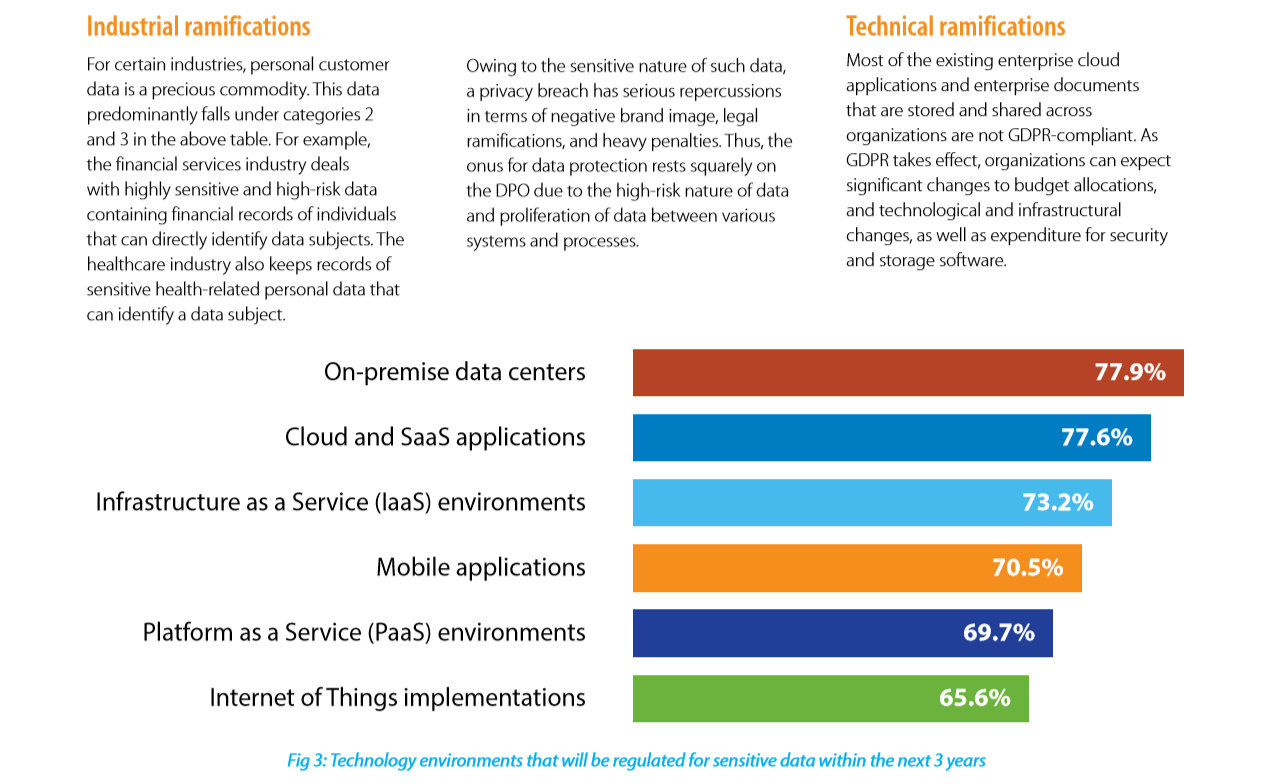 Industrial ramifications
For certain industries, personal customer
data is a precious commodity. This data
predominantly falls under categories 2
and 3 in the above table. For example,
the financial services industry deals
with highly sensitive and high-risk data
containing financial records of individuals
that can directly identify data subjects. The
healthcare industry also keeps records of
sensitive health-related personal data that
can identify a data subject.
Owing to the sensitive nature of such data,
a privacy breach has serious repercussions
in terms of negative brand image, legal
ramifications, and heavy penalties. Thus, the
onus for data protection rests squarely on
the DPO due to the high-risk nature of data
and proliferation of data between various
systems and processes.
Technical ramifications
Most of the existing enterprise cloud
applications and enterprise documents
that are stored and shared across
organizations are not GDPR-compliant. As
GDPR takes effect, organizations can expect
significant changes to budget allocations,
and technological and infrastructural
changes, as well as expenditure for security
and storage software.
On-premise data centers 77.9%
Cloud and SaaS applications 77.6%
Infrastructure as a Service (IaaS) environments 73.2%
Mobile applications 70.5%
Platform as a Service (PaaS) environments 69.7%
Internet of Things implementations 65.6%
Fig 3: Technology environments that will be regulated for sensitive data within the next 3 years